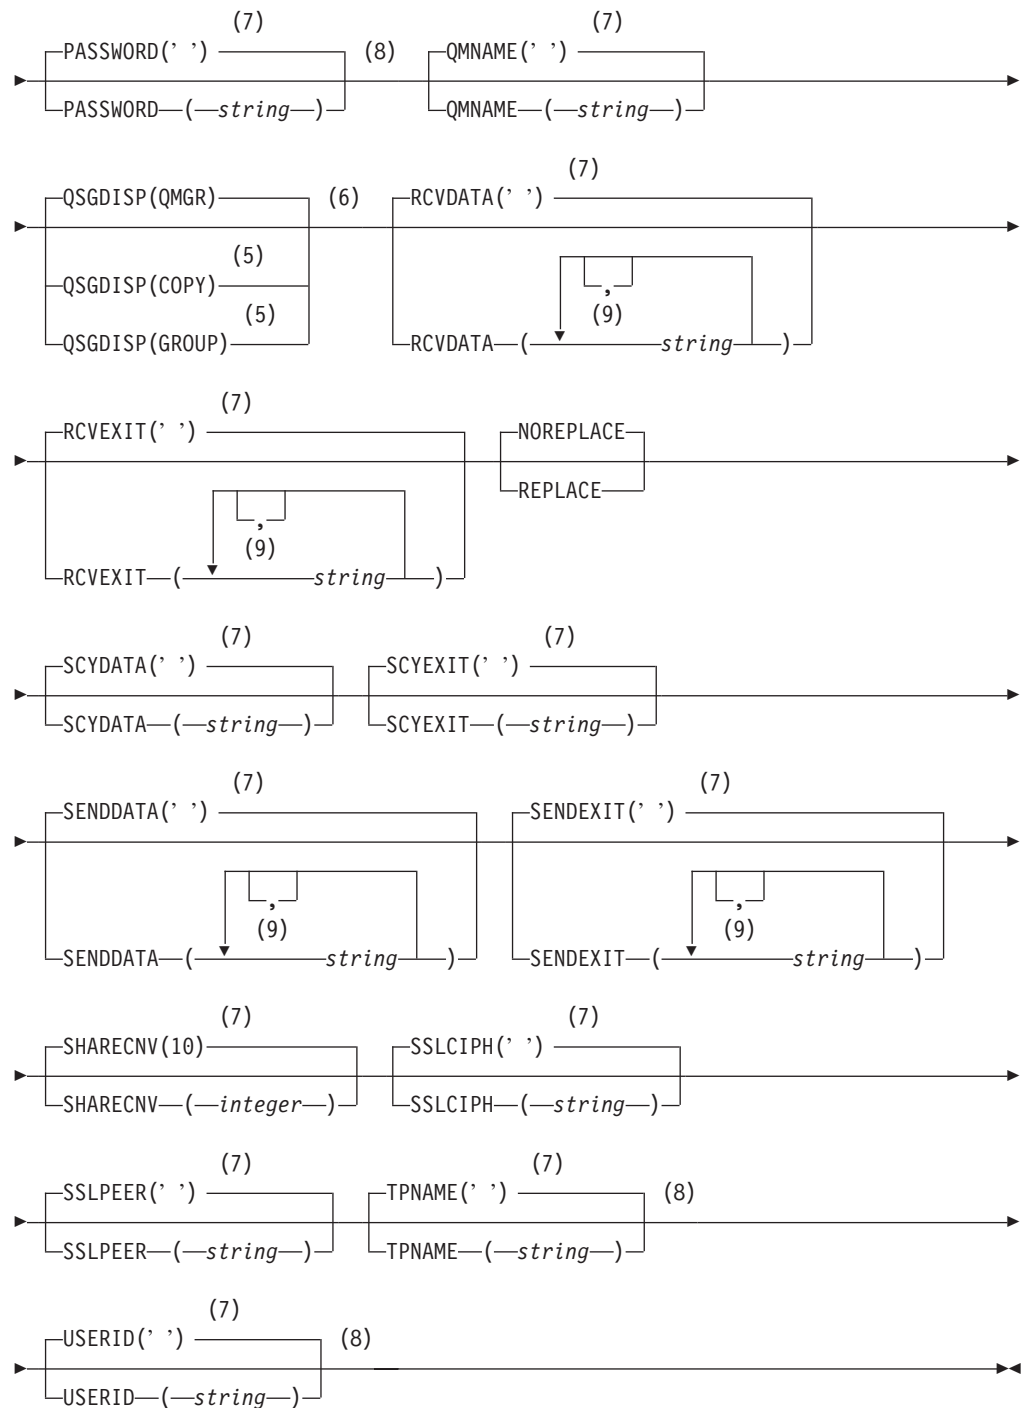 (7) (7)
PASSWORD(’ ’) (8) QMNAME(’ ’)
PASSWORD ( string ) QMNAME ( string )
(7)
QSGDISP(QMGR) (6) RCVDATA(’ ’)
(5)
QSGDISP(COPY) ,
(5) (9)
QSGDISP(GROUP) RCVDATA ( string )
(7)
RCVEXIT(’ ’) NOREPLACE
REPLACE
,
(9)
RCVEXIT ( string )
(7) (7)
SCYDATA(’ ’) SCYEXIT(’ ’)
SCYDATA ( string ) SCYEXIT ( string )
(7) (7)
SENDDATA(’ ’) SENDEXIT(’ ’)
, ,
(9) (9)
SENDDATA ( string ) SENDEXIT ( string )
(7) (7)
SHARECNV(10) SSLCIPH(’ ’)
SHARECNV ( integer ) SSLCIPH ( string )
(7) (7)
SSLPEER(’ ’) TPNAME(’ ’) (8)
SSLPEER ( string ) TPNAME ( string )
(7)
USERID(’ ’) (8)
USERID ( string )